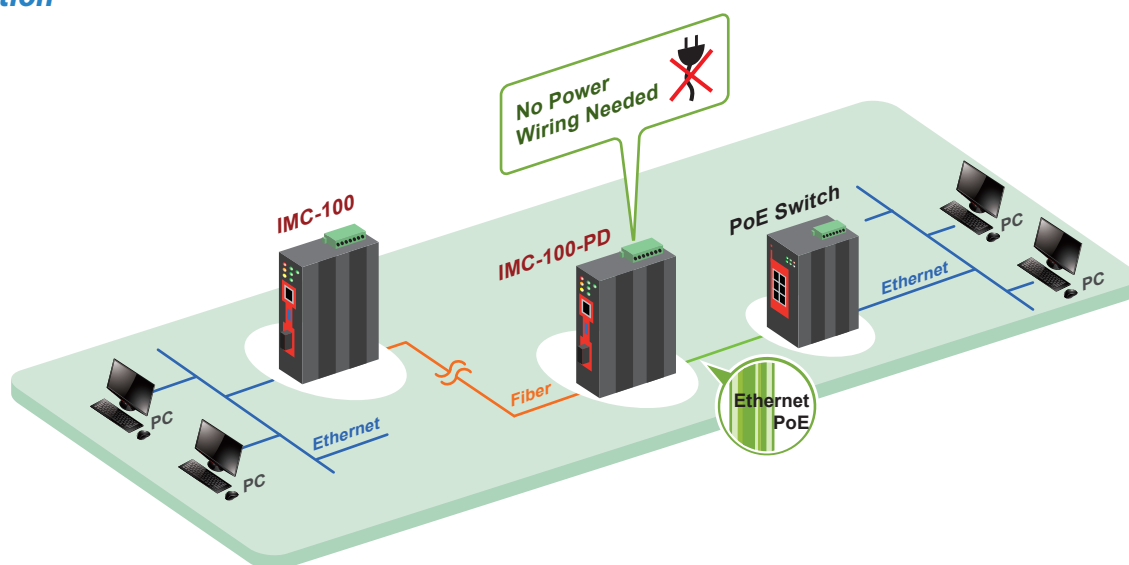 No Power
Wiring Needed
IMC-100
IMC-100-PD
PoE Switch
PC
PC
Ethernet
Fiber
Ethernet
PoE
PC
PC
Ethernet